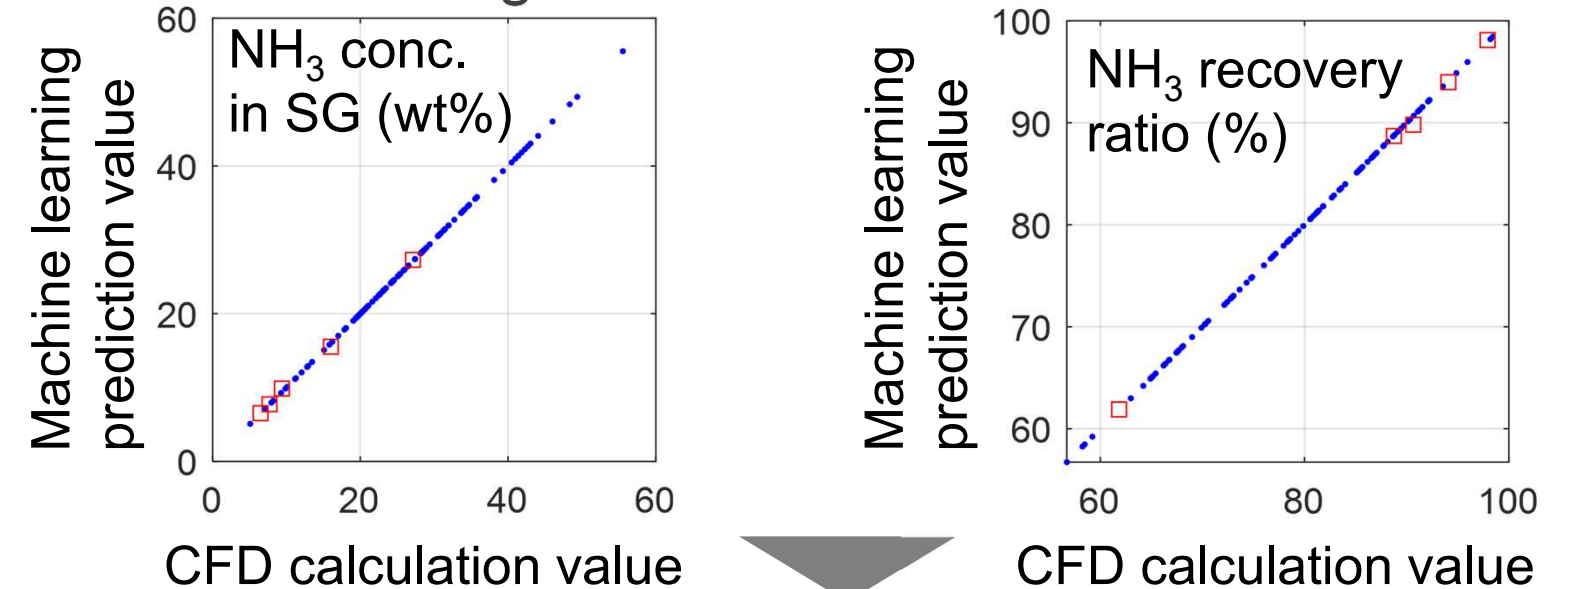 60
NH3 conc.
in SG (wt%)
40
20
0
0 20 40 60
Machine learning
prediction value
CFD calculation value
100
NH3 recovery
ratio (%)
90
80
70
60
60 80 100
Machine learning
prediction value
CFD calculation value